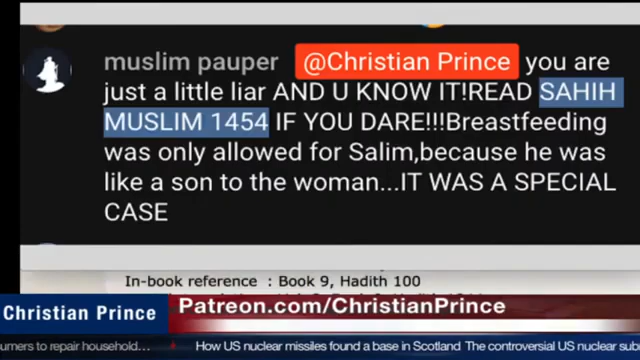 muslim pauper @Christian Prince you are
just a little liar AND U KNOW IT!READ SAHIH
MUSLIM 1454 IF YOU DARE!!!Breastfeeding
was only allowed for Salim,because he was
like a son to the woman...IT WAS A SPECIAL
CASE
In-book reference : Book 9, Hadith 100
Christian Prince
Patreon.com/ChristianPrince
urners to repair household... How US nuclear missiles found a base in Scotland. The controversial US nuclear sub